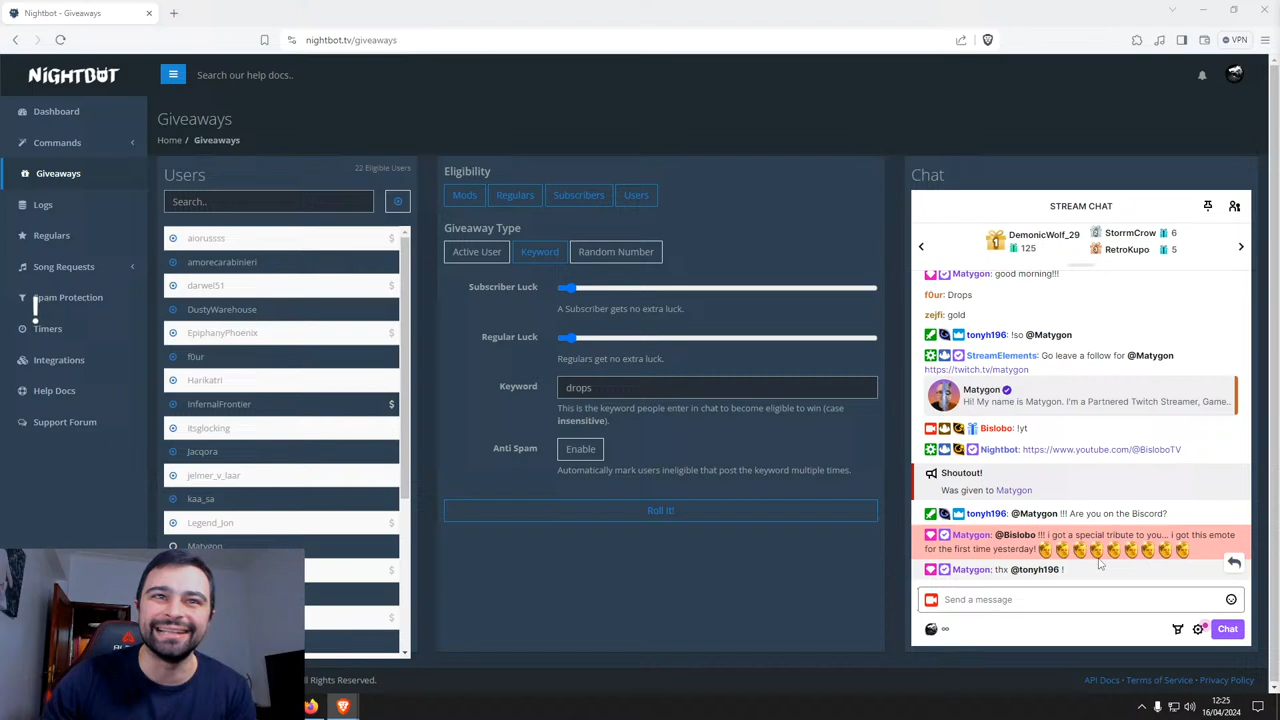 Nightbot - Giveaways
nightbot.tv/giveaways
VPN
NiGHTBOT
Search our help docs..
Dashboard
Commands
Giveaways
Logs
Regulars
Song Requests
Spam Protection
Timers
Integrations
Help Docs
Support Forum
Giveaways
Home / Giveaways
Users
22 Eligible Users
Search..
aiorussss $
amorecarabinieri
darwel51 $
DustyWarehouse
EpiphanyPhoenix $
f0ur
Harikatri $
InfernalFrontier $
itsglocking $
Jacqora
jelmer_v_laar $
kaa_sa
Legend_Jon $
Matygon
$
$
Eligibility
Mods
Regulars
Subscribers
Users
Giveaway Type
Active User
Keyword
Random Number
Subscriber Luck
A Subscriber gets no extra luck.
Regular Luck
Regulars get no extra luck.
Keyword
drops
This is the keyword people enter in chat to become eligible to win (case
insensitive).
Anti Spam
Enable
Automatically mark users ineligible that post the keyword multiple times.
Roll It!
Chat
STREAM CHAT
1
DemonicWolf_29
125
2 StormCrow 6
3 RetroKupo 5
Matygon: good morning!!!
f0ur: Drops
zejfi: gold
tonyh196: !so @Matygon
StreamElements: Go leave a follow for @Matygon
https://twitch.tv/matygon
Matygon
Hi! My name is Matygon. I'm a Partnered Twitch Streamer, Game..
Bislobo: !yt
Nightbot: https://www.youtube.com/@BisloboTV
Shoutout!
Was given to Matygon
tonyh196: @Matygon !!! Are you on the Biscord?
Matygon: @Bislobo !!! i got a special tribute to you... i got this emote
for the first time yesterday!
Matygon: thx @tonyh196 !
Send a message
∞
Chat
ll Rights Reserved.
API Docs • Terms of Service • Privacy Policy
12:25
16/04/2024